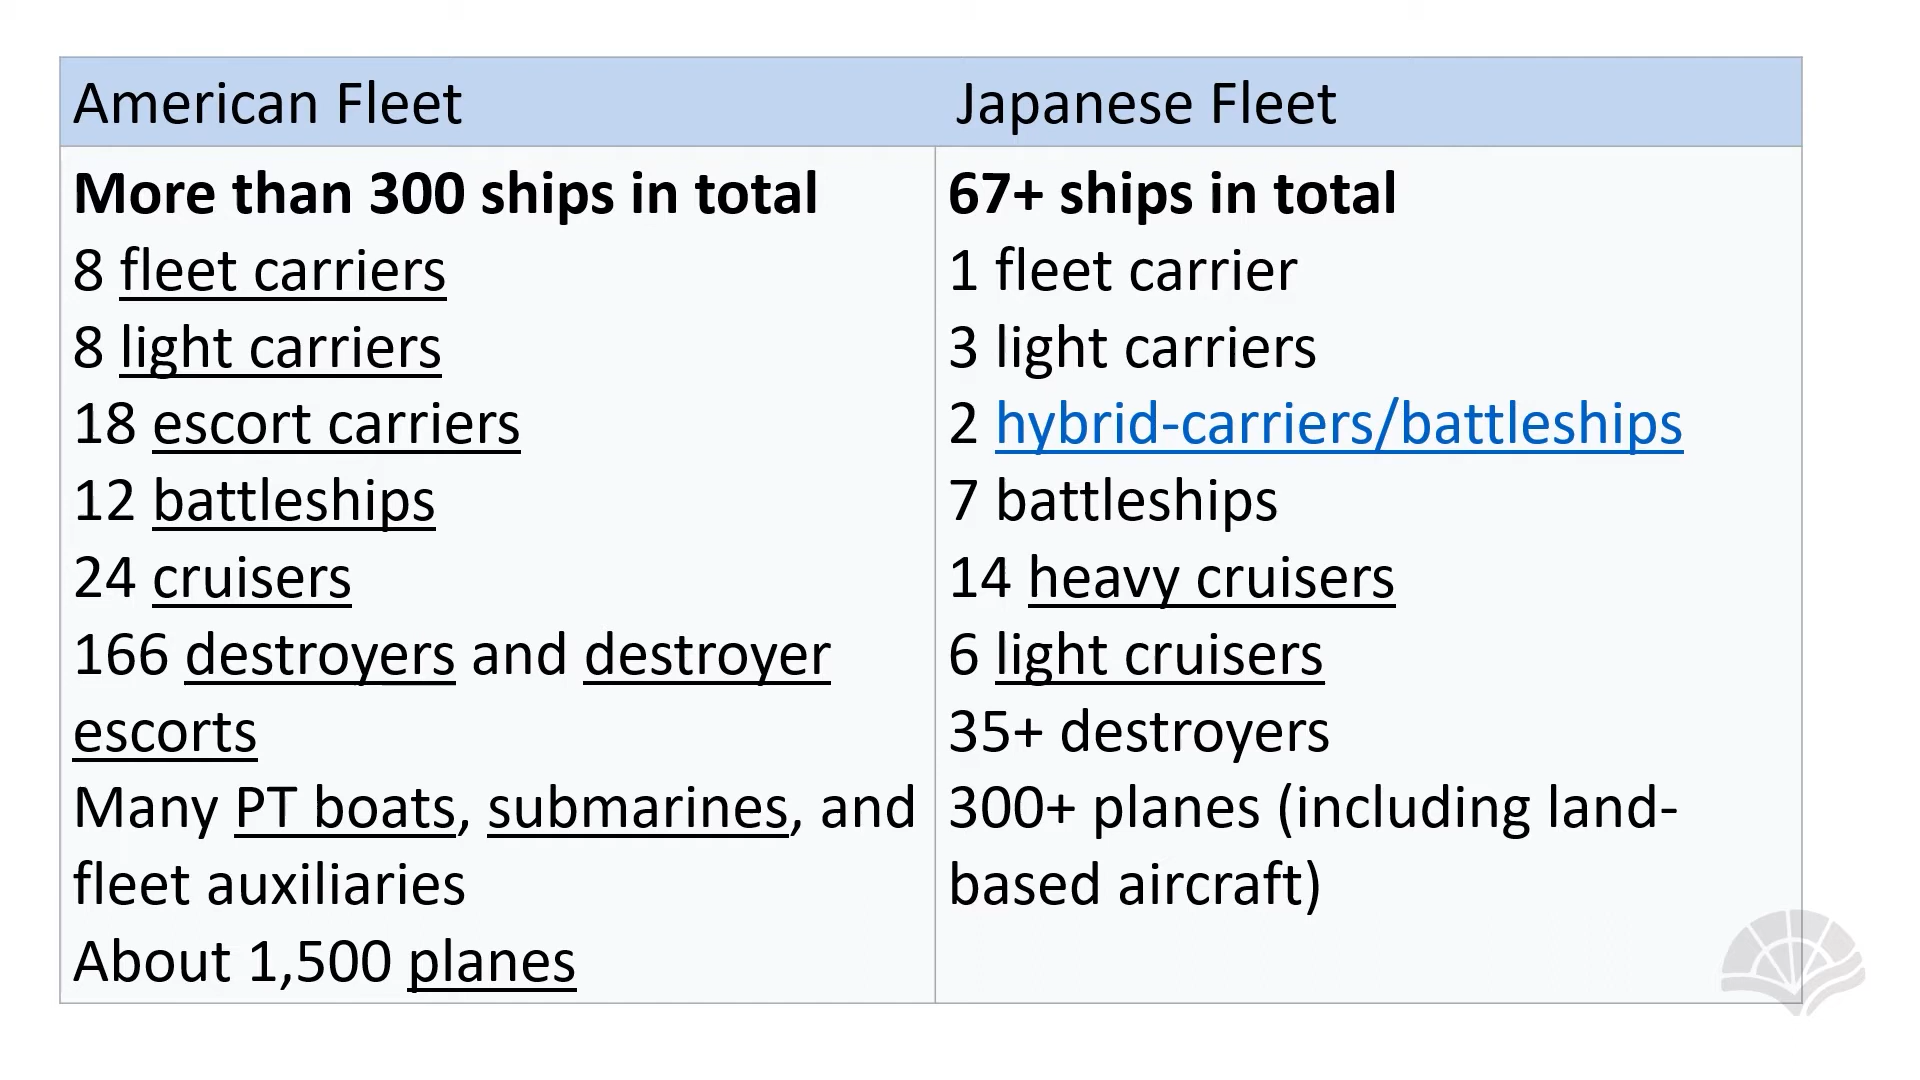 American Fleet
Japanese Fleet
More than 300 ships in total
8 fleet carriers
8 light carriers
18 escort carriers
12 battleships
24 cruisers
166 destroyers and destroyer
escorts
Many PT boats, submarines, and
fleet auxiliaries
About 1,500 planes
67+ ships in total
1 fleet carrier
3 light carriers
2 hybrid-carriers/battleships
7 battleships
14 heavy cruisers
6 light cruisers
35+ destroyers
300+ planes (including land-
based aircraft)